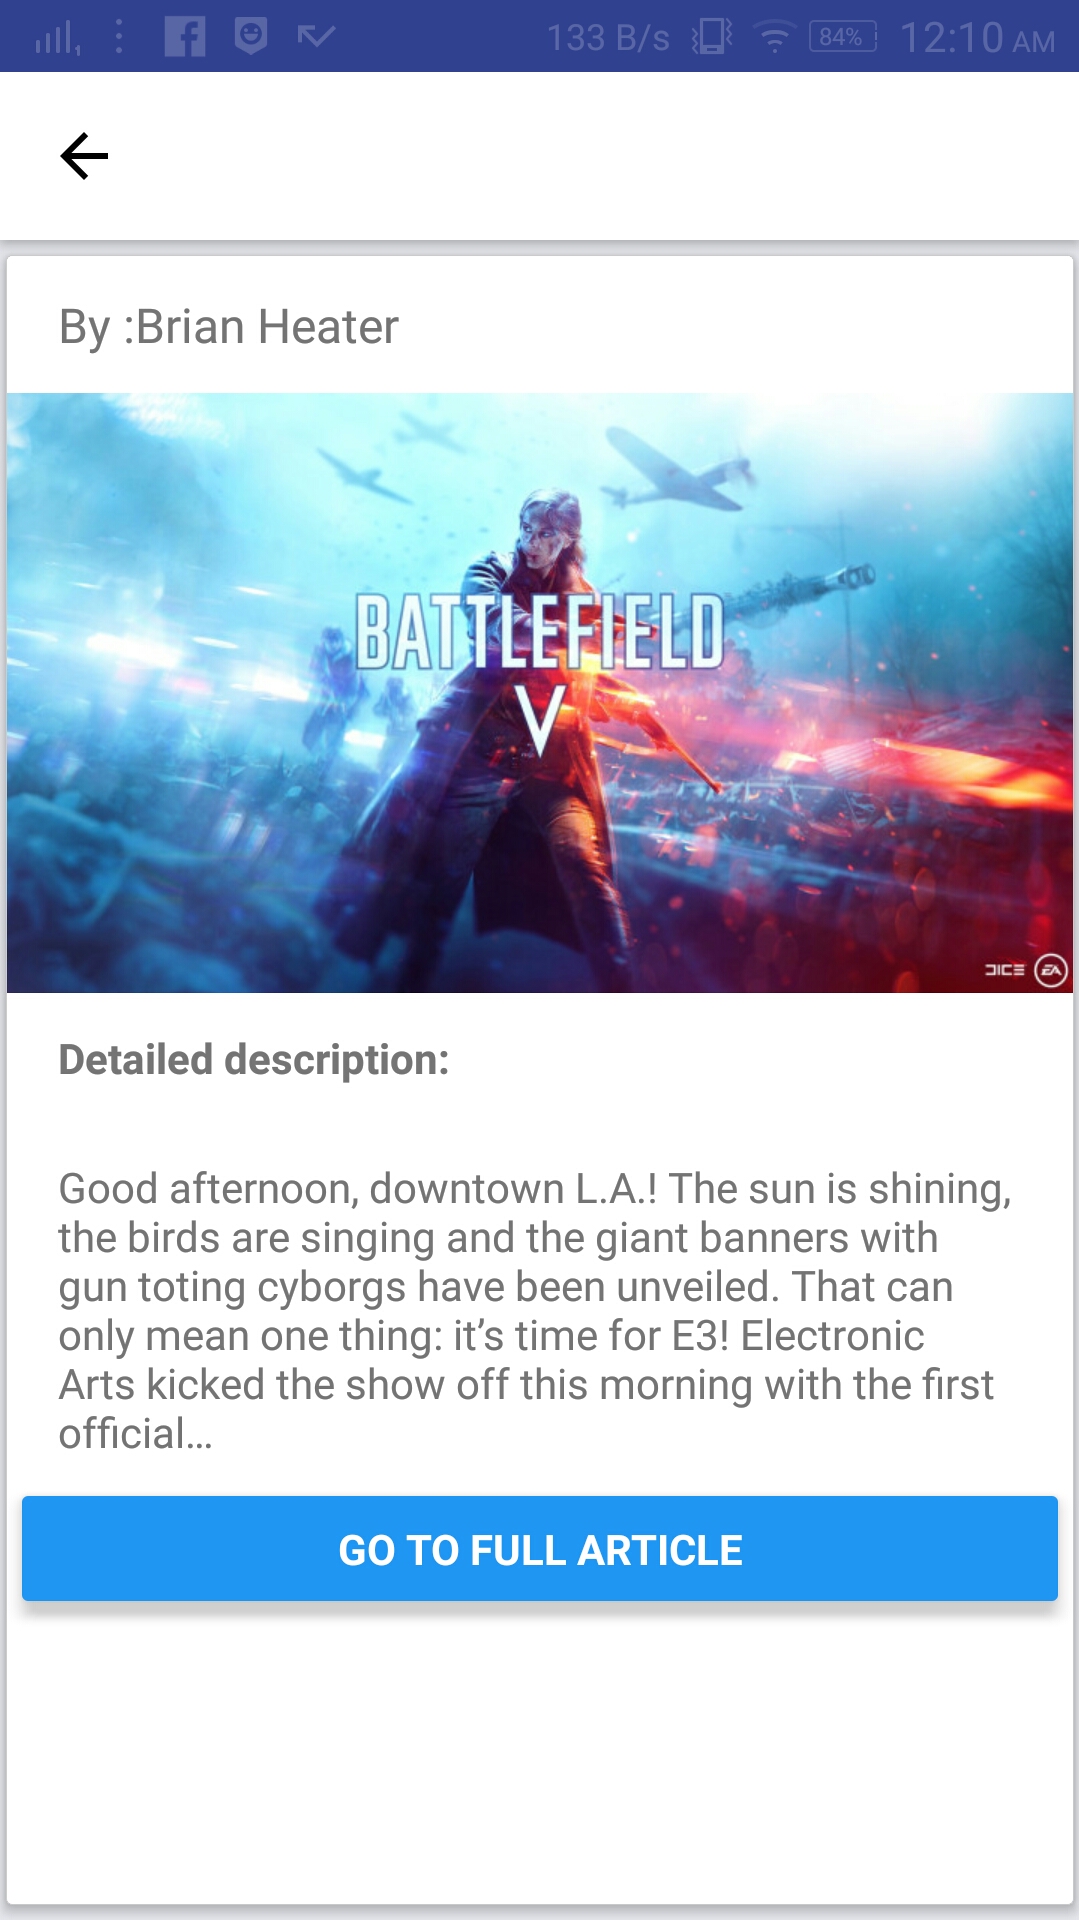 133 B/s 84% 12:10 AM
By :Brian Heater
BATTLEFIELD
V
DICE EA
Detailed description:
Good afternoon, downtown L.A.! The sun is shining,
the birds are singing and the giant banners with
gun toting cyborgs have been unveiled. That can
only mean one thing: it’s time for E3! Electronic
Arts kicked the show off this morning with the first
official…
GO TO FULL ARTICLE